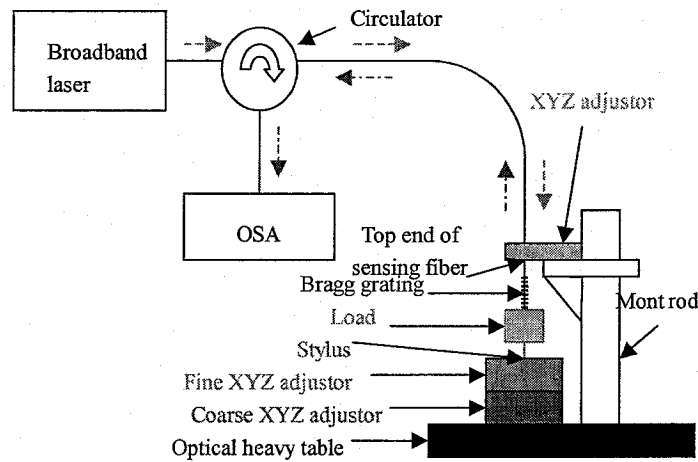 Circulator
Broadband
laser
XYZ adjustor
OSA
Top end of
sensing fiber
Bragg grating
Mont rod
Load
Stylus
Fine XYZ adjustor
Coarse XYZ adjustor
Optical heavy table